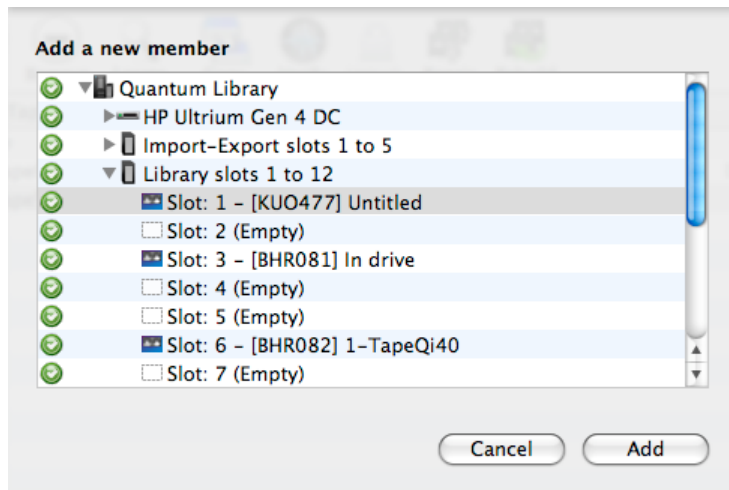 Add a new member
Quantum Library
HP Ultrium Gen 4 DC
Import-Export slots 1 to 5
Library slots 1 to 12
Slot: 1 - [KUO477] Untitled
Slot: 2 (Empty)
Slot: 3 - [BHR081] In drive
Slot: 4 (Empty)
Slot: 5 (Empty)
Slot: 6 - [BHR082] 1-TapeQi40
Slot: 7 (Empty)
Cancel Add